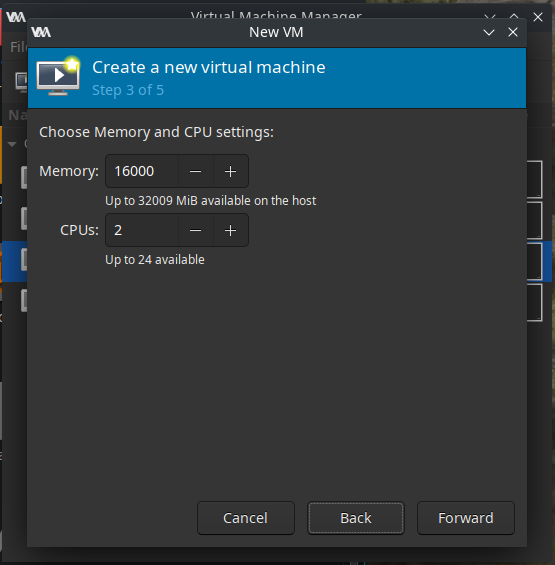 Virtual Machine Manager
New VM
File
Create a new virtual machine
Step 3 of 5
Choose Memory and CPU settings:
Memory: 16000
Up to 32009 MiB available on the host
CPUs: 2
Up to 24 available
Cancel Back Forward